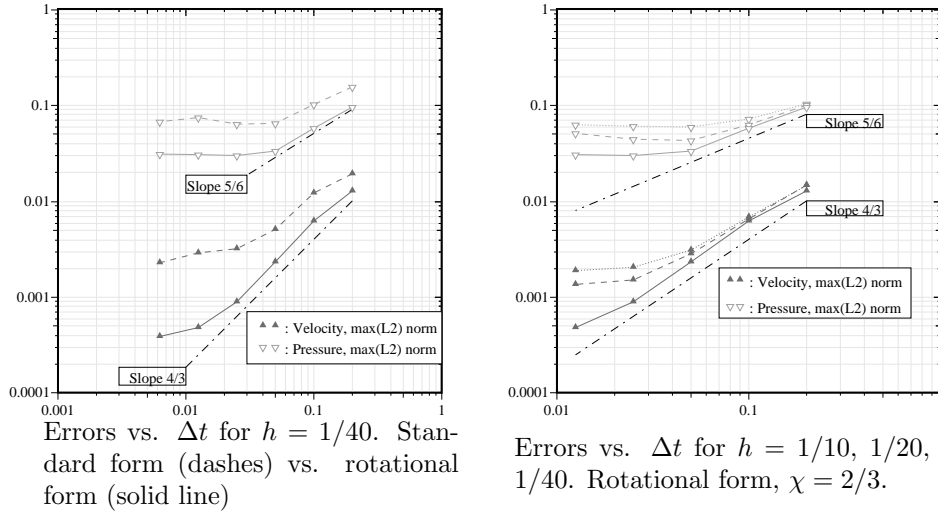 1
0.1
0.01
0.001
0.0001
0.001
0.01
0.1
1
Slope 5/6
Slope 4/3
: Velocity, max(L2) norm
: Pressure, max(L2) norm
Errors vs. Δt for h = 1/40. Stan-
dard form (dashes) vs. rotational
form (solid line)
1
0.1
0.01
0.001
0.0001
0.01
0.1
Slope 5/6
Slope 4/3
: Velocity, max(L2) norm
: Pressure, max(L2) norm
Errors vs. Δt for h = 1/10, 1/20,
1/40. Rotational form, χ = 2/3.